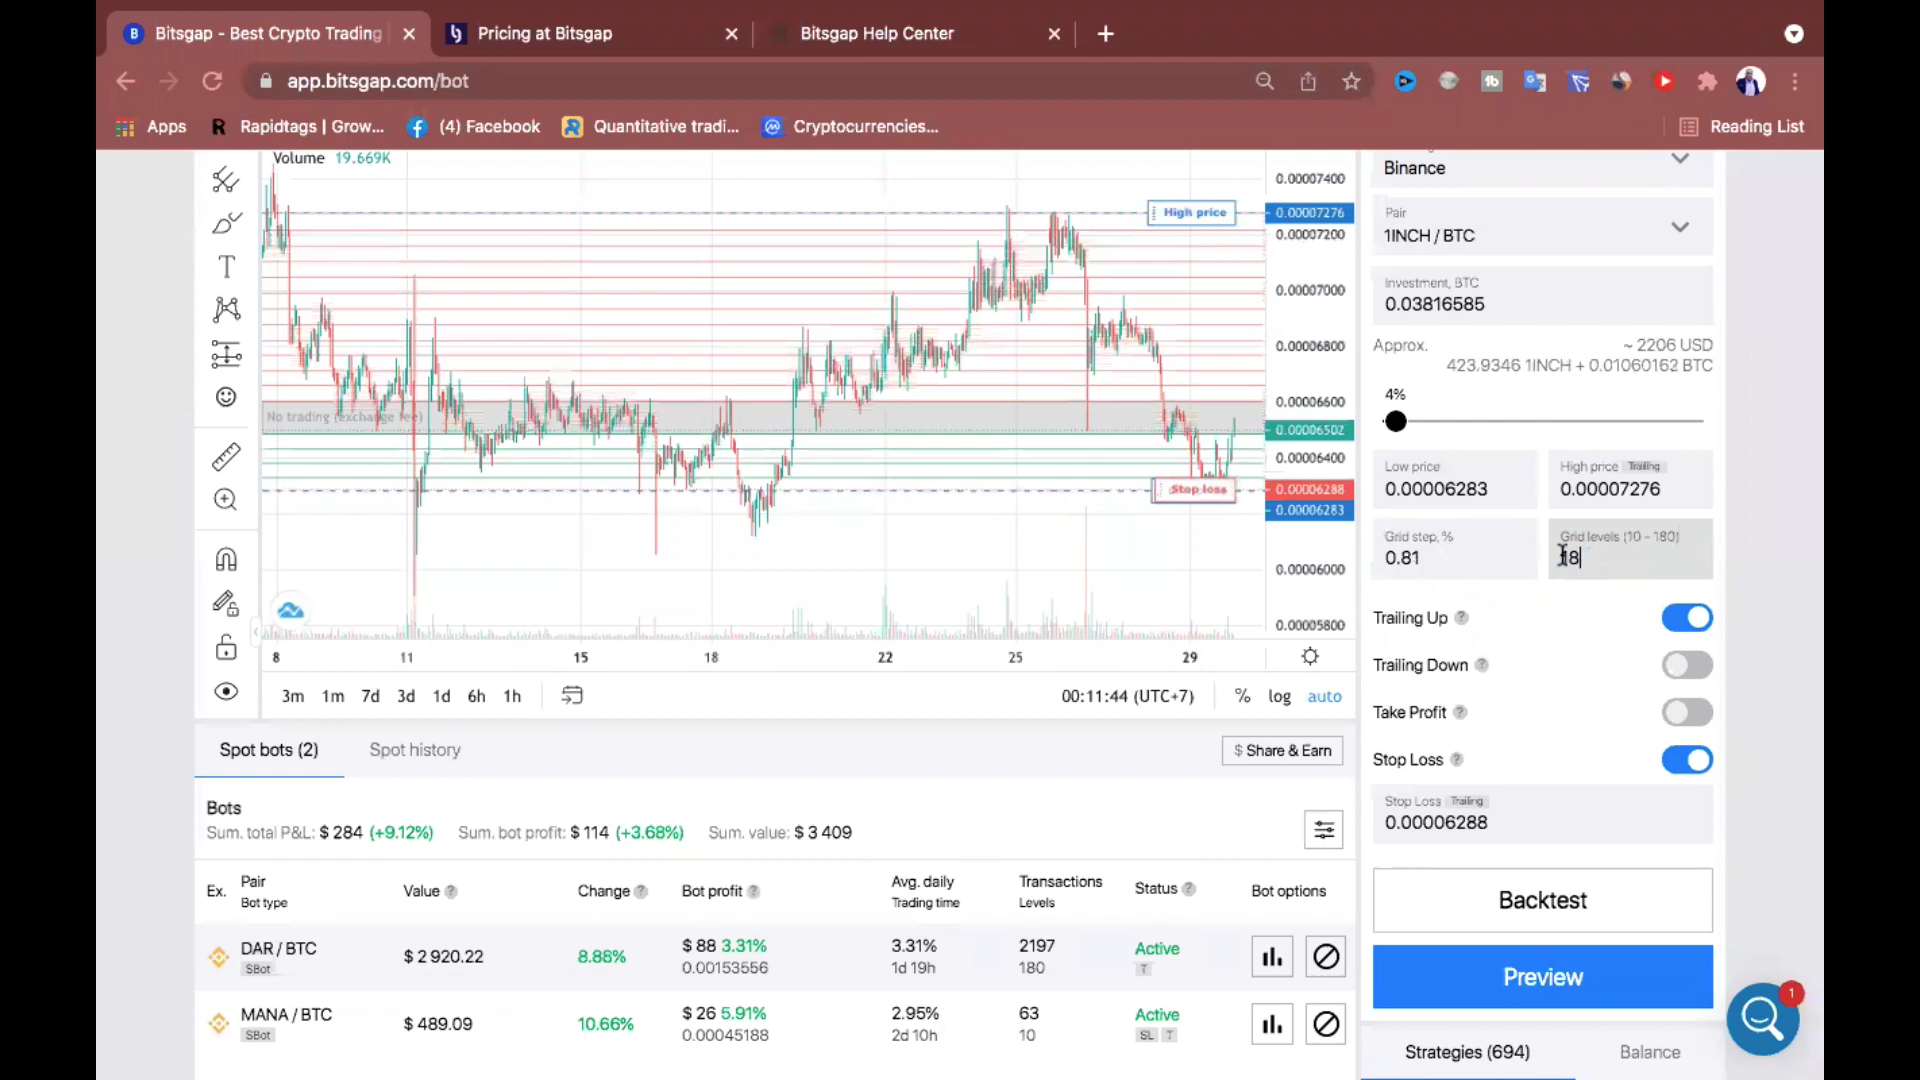 Bitsgap - Best Crypto Trading
Pricing at Bitsgap
Bitsgap Help Center
app.bitsgap.com/bot
Apps
Rapidtags | Grow...
(4) Facebook
Quantitative tradi...
Cryptocurrencies...
Reading List
Volume 19.669K
High price
No trading (exchange fee)
Stop loss
0.00007400
0.00007276
0.00007200
0.00007000
0.00006800
0.00006600
0.00006502
0.00006400
0.00006288
0.00006283
0.00006000
0.00005800
8 11 15 18 22 25 29
3m 1m 7d 3d 1d 6h 1h
00:11:44 (UTC+7)
% log auto
Binance
Pair
1INCH / BTC
Investment, BTC
0.03816585
Approx. ~ 2206 USD
423.9346 1INCH + 0.01060162 BTC
4%
Low price
0.00006283
High price Trailing
0.00007276
Grid step, %
0.81
Grid levels (10 - 180)
18
Trailing Up
Trailing Down
Take Profit
Stop Loss
Stop Loss Trailing
0.00006288
Backtest
Preview
Strategies (694)
Balance
1
Spot bots (2)
Spot history
$ Share & Earn
Bots
Sum. total P&L: $ 284 (+9.12%) Sum. bot profit: $ 114 (+3.68%) Sum. value: $ 3 409
Ex.
Pair
Bot type
Value
Change
Bot profit
Avg. daily
Trading time
Transactions
Levels
Status
Bot options
DAR / BTC
SBot
$ 2 920.22
8.88%
$ 88 3.31%
0.00153556
3.31%
1d 19h
2197
180
Active
T
MANA / BTC
SBot
$ 489.09
10.66%
$ 26 5.91%
0.00045188
2.95%
2d 10h
63
10
Active
SL T